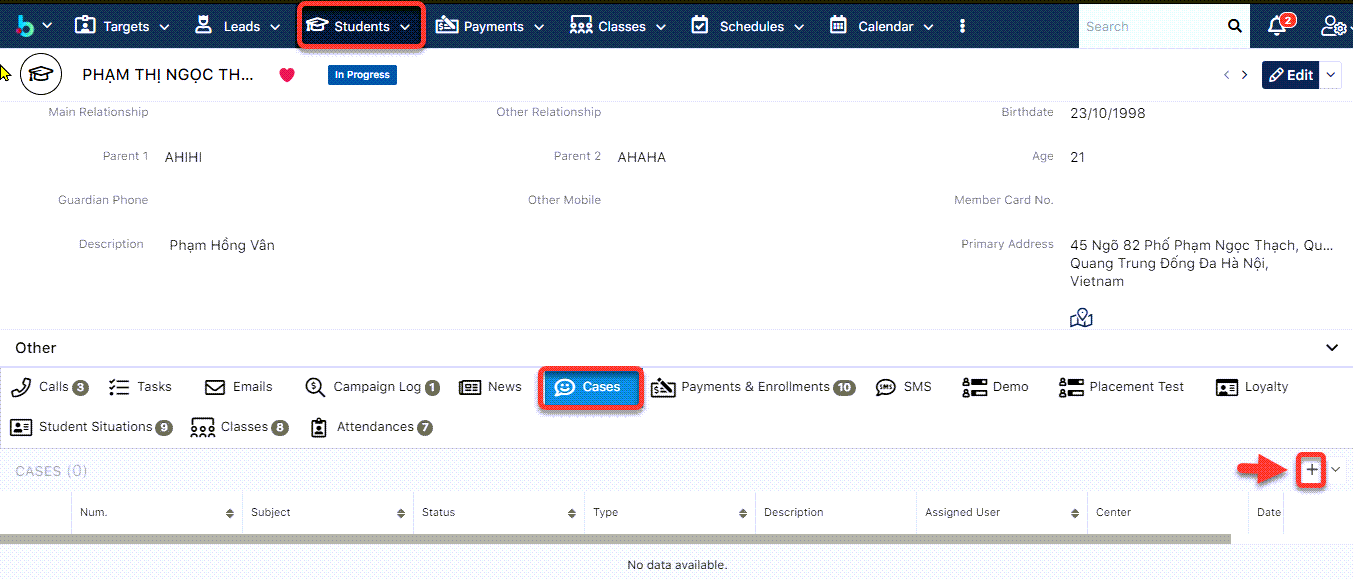 Targets Leads Students Payments Classes Schedules Calendar Search 2
PHẠM THỊ NGỌC TH... In Progress Edit
Main Relationship Other Relationship Birthdate 23/10/1998
Parent 1 AHIHI Parent 2 AHAHA Age 21
Guardian Phone Other Mobile Member Card No.
Description Phạm Hồng Vân Primary Address 45 Ngõ 82 Phố Phạm Ngọc Thạch, Qu...
Quang Trung Đống Đa Hà Nội,
Vietnam
Other
Calls 3 Tasks Emails Campaign Log 1 News Cases Payments & Enrollments 10 SMS SMS Demo Placement Test Loyalty
Student Situations 9 Classes 8 Attendances 7
CASES (0)
Num. Subject Status Type Description Assigned User Center Date
No data available.